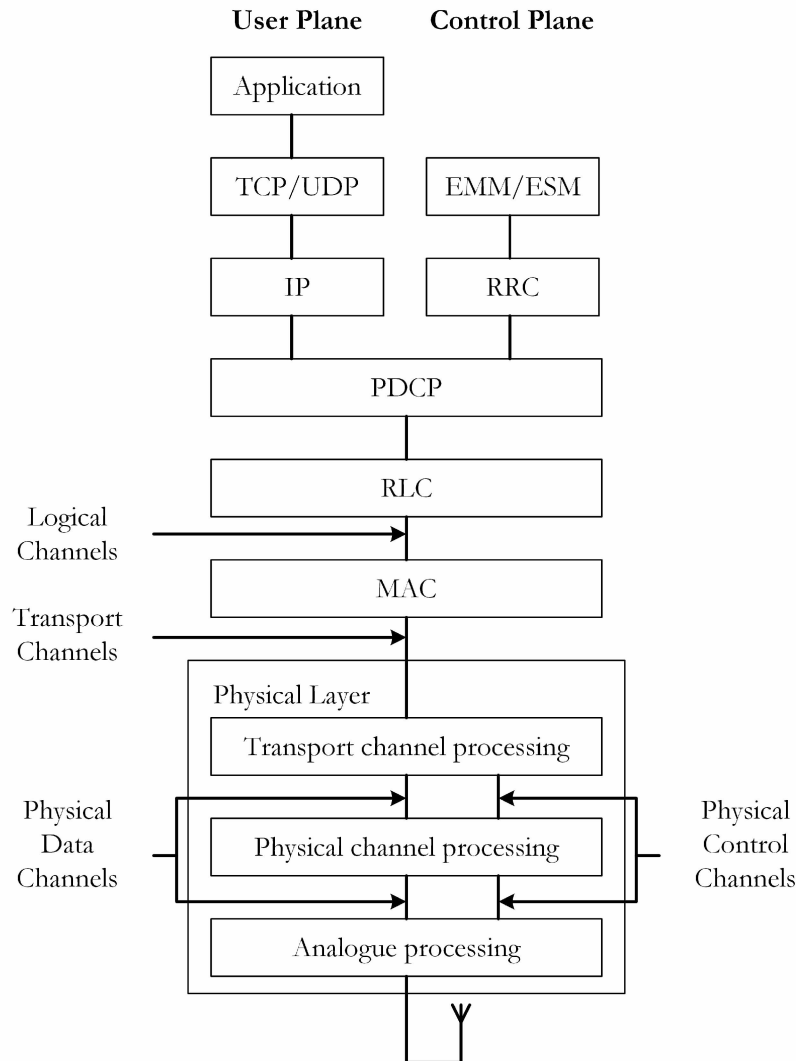 User Plane
Control Plane
Application
TCP/UDP
EMM/ESM
IP
RRC
PDCP
RLC
Logical
Channels
MAC
Transport
Channels
Physical Layer
Transport channel processing
Physical
Data
Channels
Physical channel processing
Physical
Control
Channels
Analogue processing